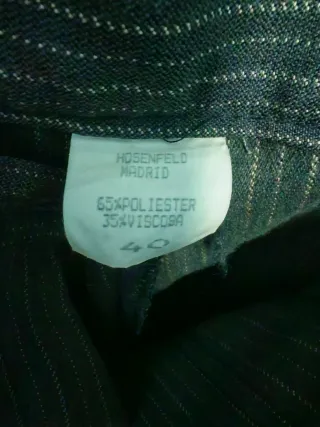 HOSENFELD
MADRID
65%POLIESTER
35%VISCOSA
40